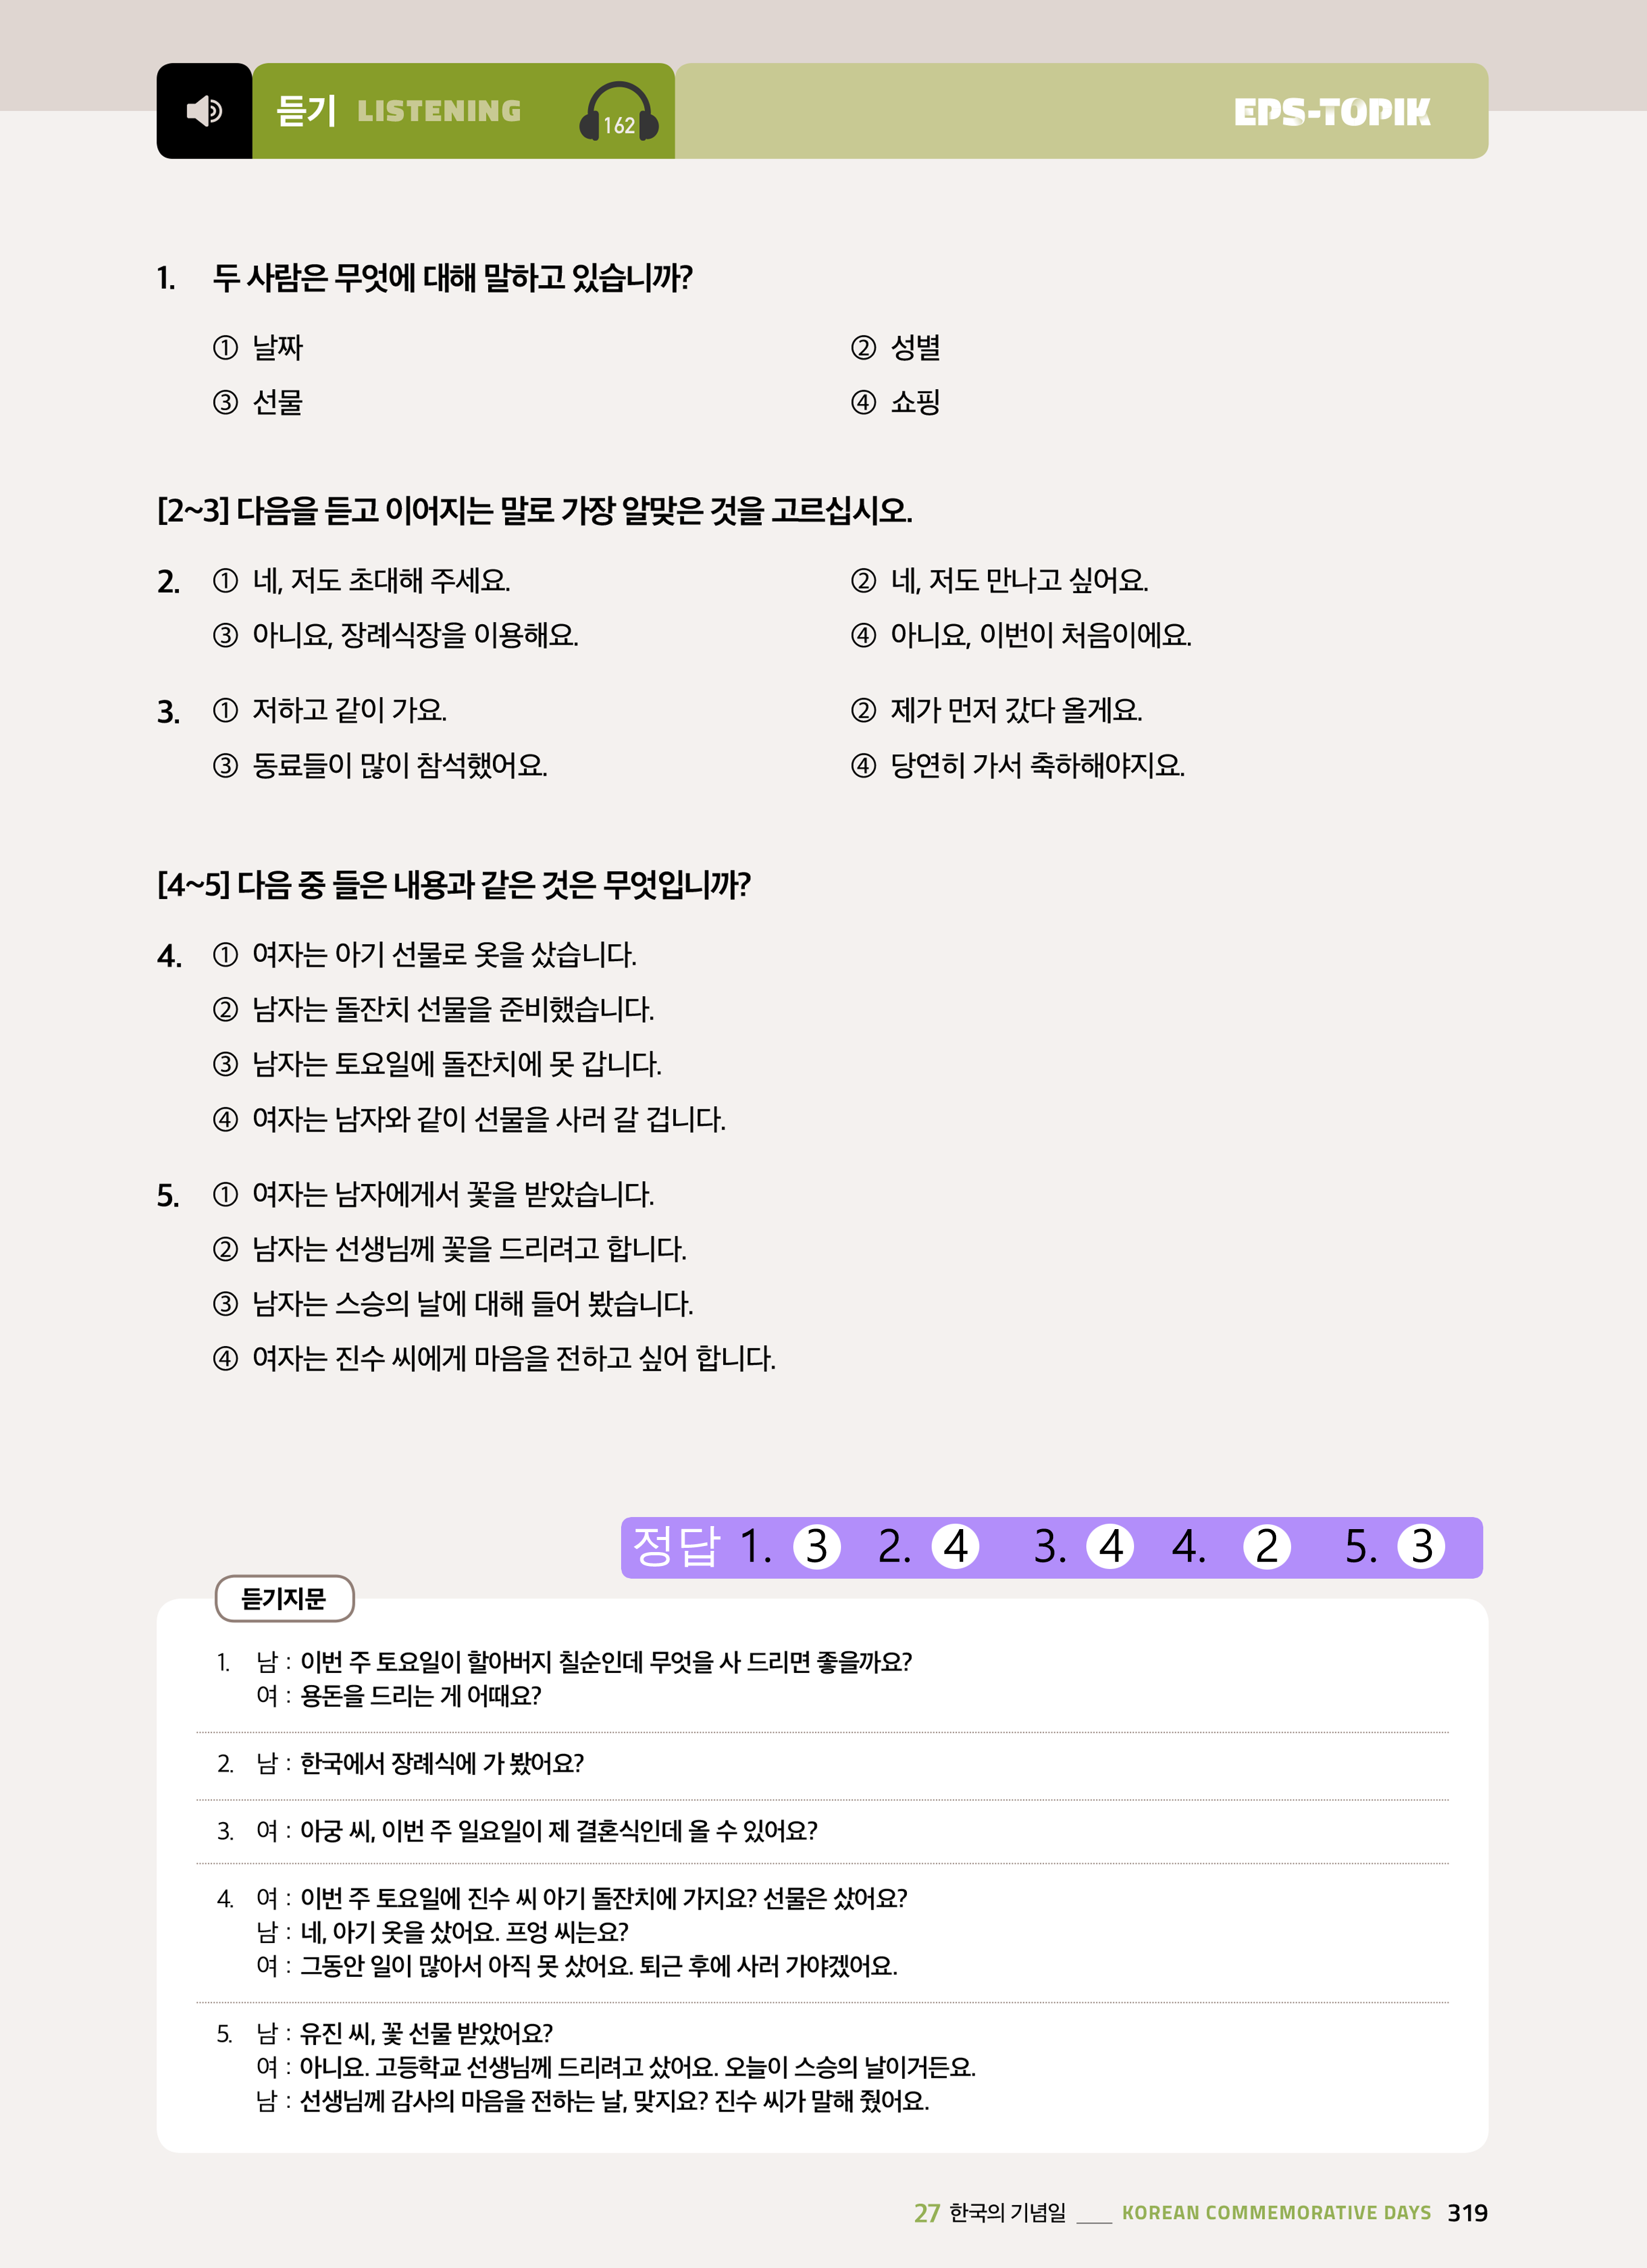 듣기 LISTENING 162 EPS-TOPIK
1. 두 사람은 무엇에 대해 말하고 있습니까?
① 날짜 ② 성별
③ 선물 ④ 쇼핑
[2~3] 다음을 듣고 이어지는 말로 가장 알맞은 것을 고르십시오.
2. ① 네, 저도 초대해 주세요. ② 네, 저도 만나고 싶어요.
③ 아니요, 장례식장을 이용해요. ④ 아니요, 이번이 처음이에요.
3. ① 저하고 같이 가요. ② 제가 먼저 갔다 올게요.
③ 동료들이 많이 참석했어요. ④ 당연히 가서 축하해야지요.
[4~5] 다음 중 들은 내용과 같은 것은 무엇입니까?
4. ① 여자는 아기 선물로 옷을 샀습니다.
② 남자는 돌잔치 선물을 준비했습니다.
③ 남자는 토요일에 돌잔치에 못 갑니다.
④ 여자는 남자와 같이 선물을 사러 갈 겁니다.
5. ① 여자는 남자에게서 꽃을 받았습니다.
② 남자는 선생님께 꽃을 드리려고 합니다.
③ 남자는 스승의 날에 대해 들어 봤습니다.
④ 여자는 진수 씨에게 마음을 전하고 싶어 합니다.
정답 1. 3 2. 4 3. 4 4. 2 5. 3
듣기지문
1. 남 : 이번 주 토요일이 할아버지 칠순인데 무엇을 사 드리면 좋을까요?
여 : 용돈을 드리는 게 어때요?
2. 남 : 한국에서 장례식에 가 봤어요?
3. 여 : 아궁 씨, 이번 주 일요일이 제 결혼식인데 올 수 있어요?
4. 여 : 이번 주 토요일에 진수 씨 아기 돌잔치에 가지요? 선물은 샀어요?
남 : 네, 아기 옷을 샀어요. 프엉 씨는요?
여 : 그동안 일이 많아서 아직 못 샀어요. 퇴근 후에 사러 가야겠어요.
5. 남 : 유진 씨, 꽃 선물 받았어요?
여 : 아니요. 고등학교 선생님께 드리려고 샀어요. 오늘이 스승의 날이거든요.
남 : 선생님께 감사의 마음을 전하는 날, 맞지요? 진수 씨가 말해 줬어요.
27 한국의 기념일 ___ KOREAN COMMEMORATIVE DAYS 319